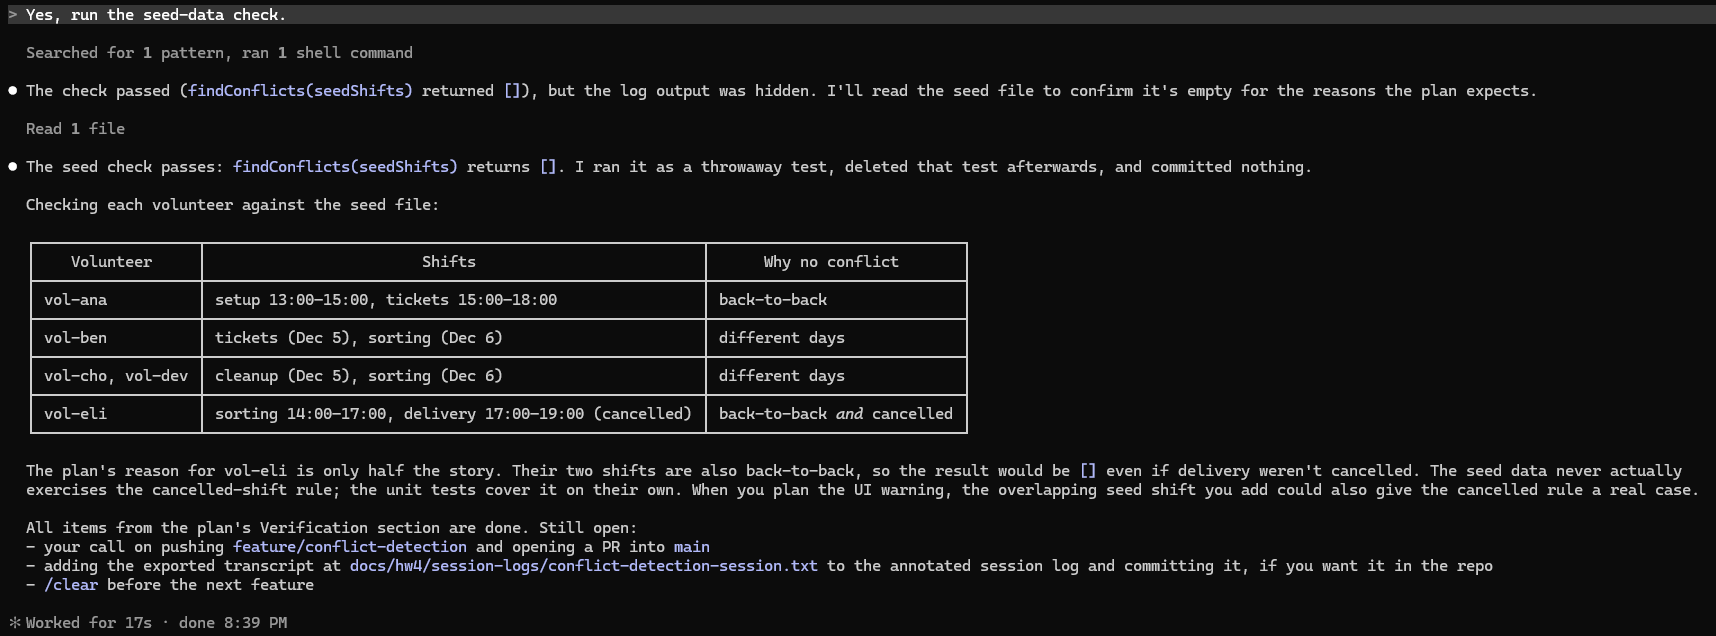 > Yes, run the seed-data check.
Searched for 1 pattern, ran 1 shell command
● The check passed (findConflicts(seedShifts) returned []), but the log output was hidden. I'll read the seed file to confirm it's empty for the reasons the plan expects.
Read 1 file
● The seed check passes: findConflicts(seedShifts) returns []. I ran it as a throwaway test, deleted that test afterwards, and committed nothing.
Checking each volunteer against the seed file:
Volunteer Shifts Why no conflict
vol-ana setup 13:00–15:00, tickets 15:00–18:00 back-to-back
vol-ben tickets (Dec 5), sorting (Dec 6) different days
vol-cho, vol-dev cleanup (Dec 5), sorting (Dec 6) different days
vol-eli sorting 14:00–17:00, delivery 17:00–19:00 (cancelled) back-to-back and cancelled
The plan's reason for vol-eli is only half the story. Their two shifts are also back-to-back, so the result would be [] even if delivery weren't cancelled. The seed data never actually
exercises the cancelled-shift rule; the unit tests cover it on their own. When you plan the UI warning, the overlapping seed shift you add could also give the cancelled rule a real case.
All items from the plan's Verification section are done. Still open:
- your call on pushing feature/conflict-detection and opening a PR into main
- adding the exported transcript at docs/hw4/session-logs/conflict-detection-session.txt to the annotated session log and committing it, if you want it in the repo
- /clear before the next feature
✻ Worked for 17s · done 8:39 PM